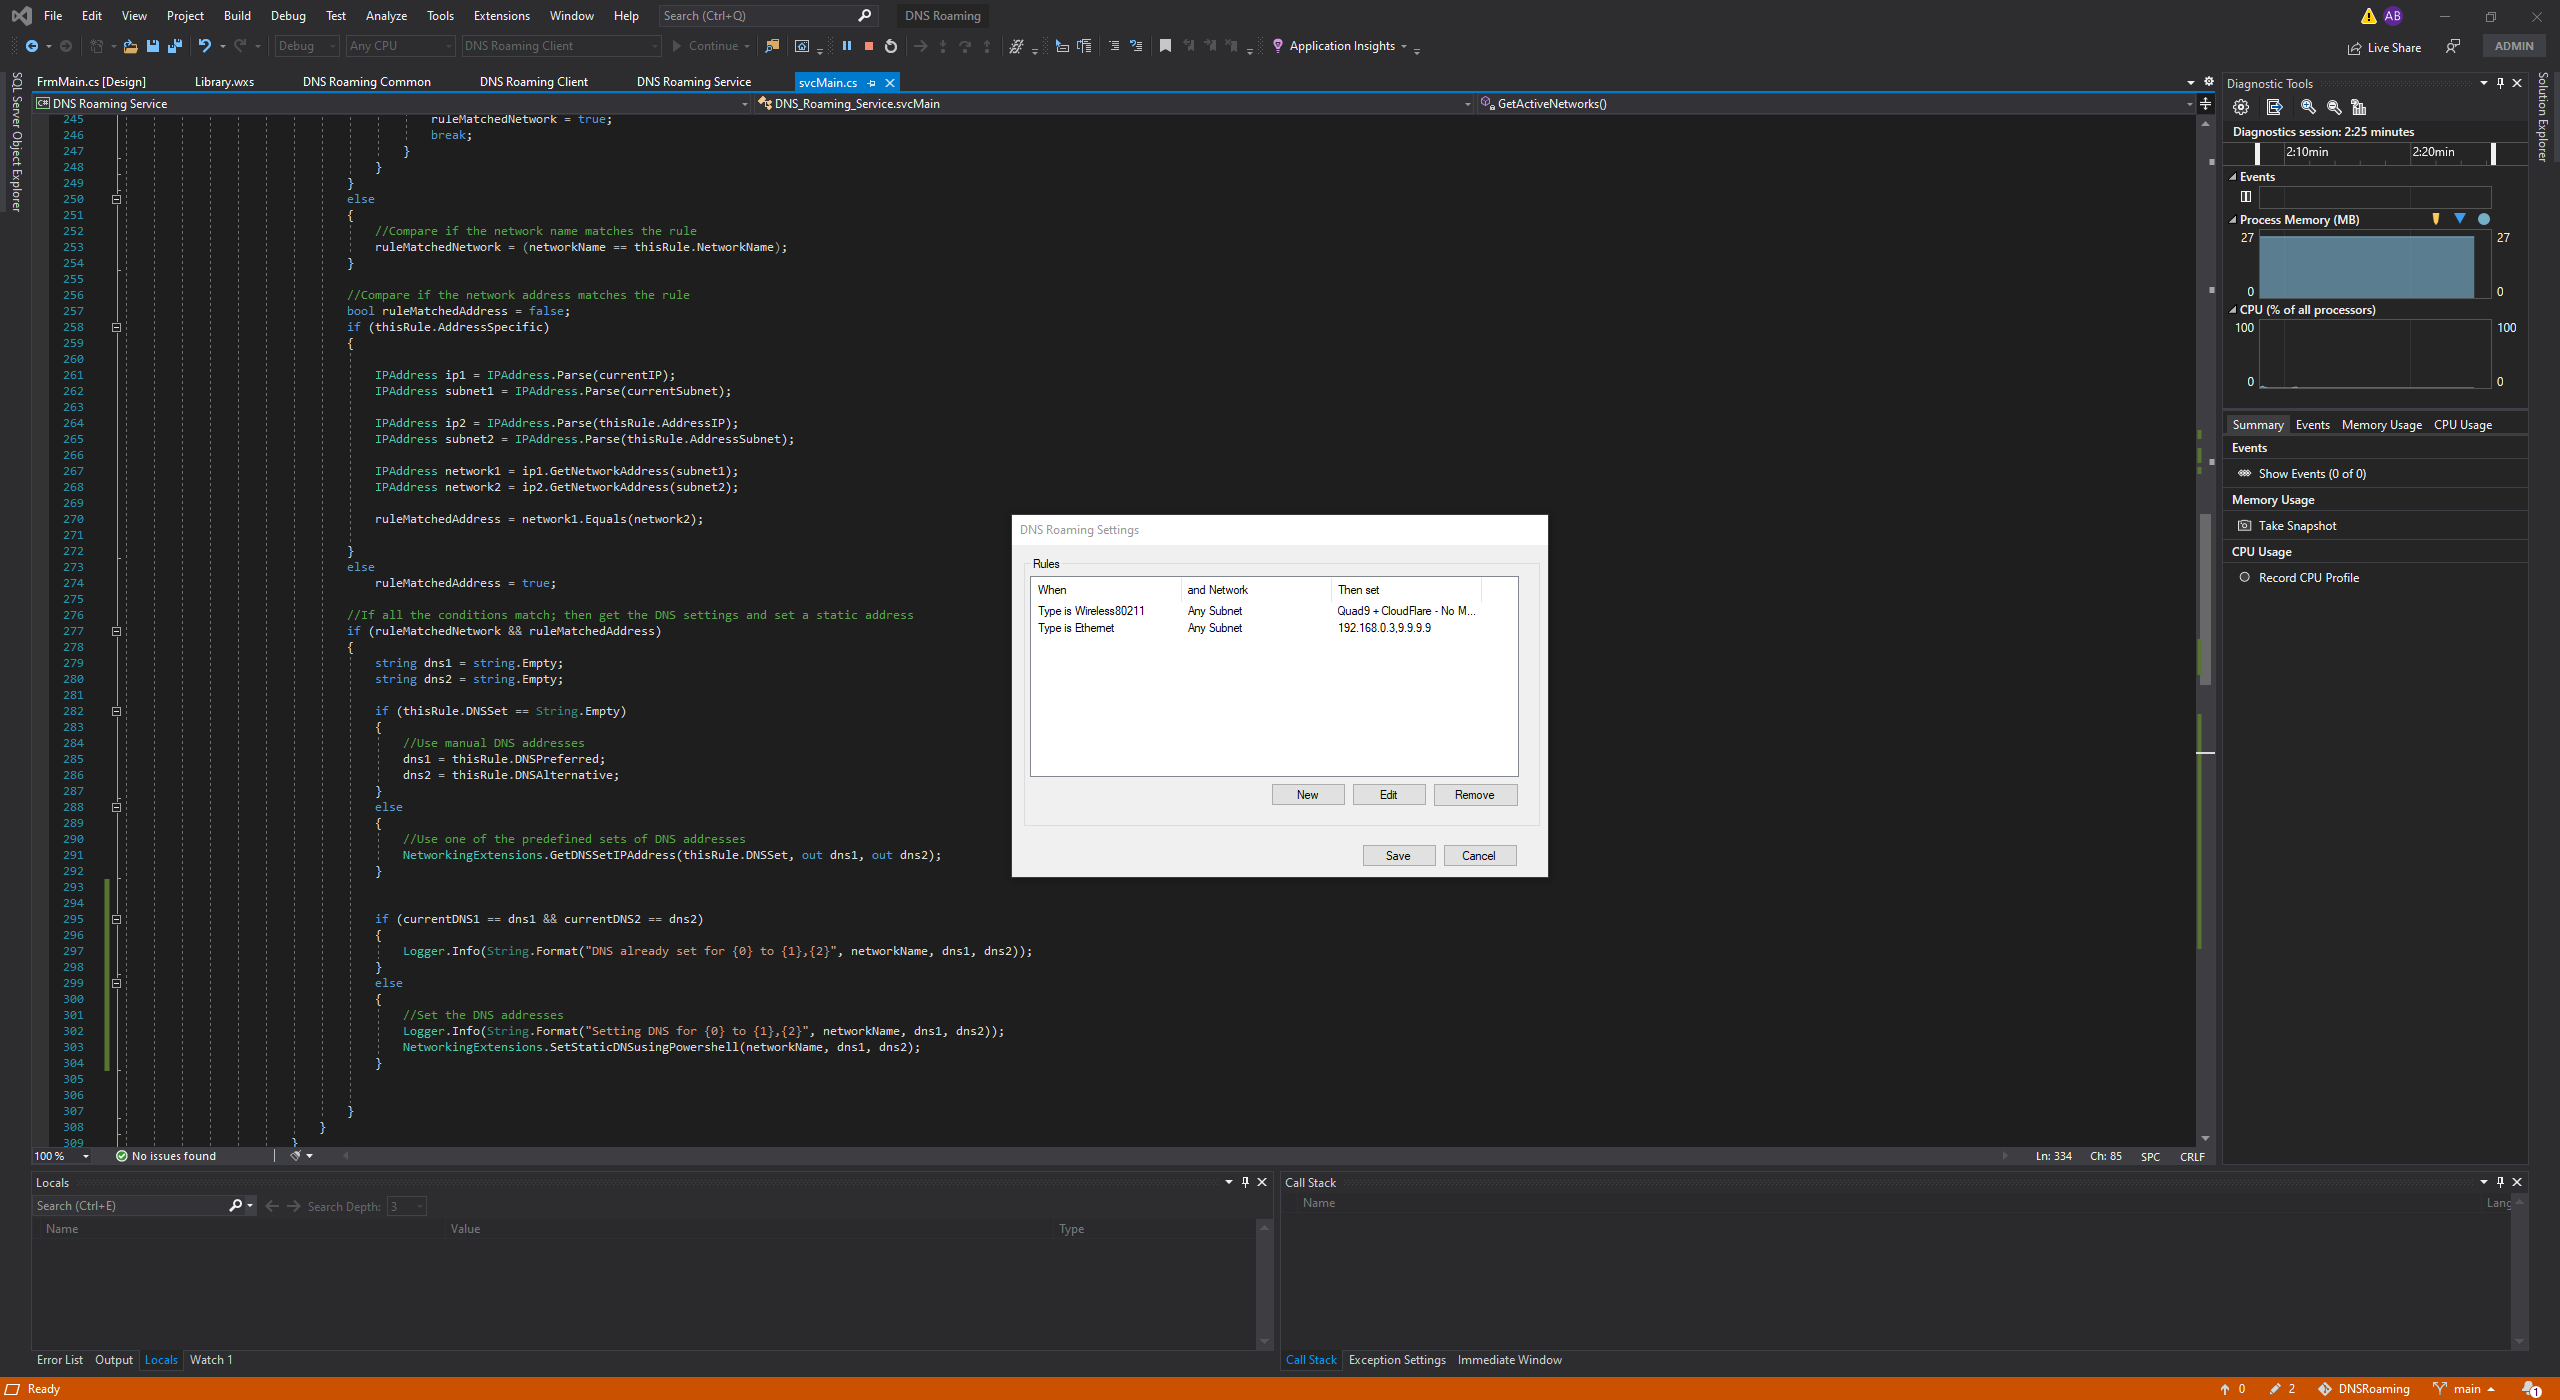 File Edit View Project Build Debug Test Analyze Tools Extensions Window Help Search (Ctrl+Q) DNS Roaming AB
Debug Any CPU DNS Roaming Client Continue Application Insights Live Share ADMIN
SQL Server Object Explorer
FrmMain.cs [Design] Library.wxs DNS Roaming Common DNS Roaming Client DNS Roaming Service svcMain.cs
DNS Roaming Service DNS_Roaming_Service.svcMain GetActiveNetworks()
245 ruleMatchedNetwork = true;
246 break;
247 }
248 }
249 }
250 else
251 {
252 //Compare if the network name matches the rule
253 ruleMatchedNetwork = (networkName == thisRule.NetworkName);
254 }
255
256 //Compare if the network address matches the rule
257 bool ruleMatchedAddress = false;
258 if (thisRule.AddressSpecific)
259 {
260
261 IPAddress ip1 = IPAddress.Parse(currentIP);
262 IPAddress subnet1 = IPAddress.Parse(currentSubnet);
263
264 IPAddress ip2 = IPAddress.Parse(thisRule.AddressIP);
265 IPAddress subnet2 = IPAddress.Parse(thisRule.AddressSubnet);
266
267 IPAddress network1 = ip1.GetNetworkAddress(subnet1);
268 IPAddress network2 = ip2.GetNetworkAddress(subnet2);
269
270 ruleMatchedAddress = network1.Equals(network2);
271
272 }
273 else
274 ruleMatchedAddress = true;
275
276 //If all the conditions match; then get the DNS settings and set a static address
277 if (ruleMatchedNetwork && ruleMatchedAddress)
278 {
279 string dns1 = string.Empty;
280 string dns2 = string.Empty;
281
282 if (thisRule.DNSSet == String.Empty)
283 {
284 //Use manual DNS addresses
285 dns1 = thisRule.DNSPreferred;
286 dns2 = thisRule.DNSAlternative;
287 }
288 else
289 {
290 //Use one of the predefined sets of DNS addresses
291 NetworkingExtensions.GetDNSSetIPAddress(thisRule.DNSSet, out dns1, out dns2);
292 }
293
294
295 if (currentDNS1 == dns1 && currentDNS2 == dns2)
296 {
297 Logger.Info(String.Format("DNS already set for {0} to {1},{2}", networkName, dns1, dns2));
298 }
299 else
300 {
301 //Set the DNS addresses
302 Logger.Info(String.Format("Setting DNS for {0} to {1},{2}", networkName, dns1, dns2));
303 NetworkingExtensions.SetStaticDNSusingPowershell(networkName, dns1, dns2);
304 }
305
306
307 }
308 }
309 }
100 % No issues found Ln: 334 Ch: 85 SPC CRLF
DNS Roaming Settings
Rules
When and Network Then set
Type is Wireless80211 Any Subnet Quad9 + CloudFlare - No M...
Type is Ethernet Any Subnet 192.168.0.3,9.9.9.9
New Edit Remove
Save Cancel
Diagnostic Tools
Diagnostics session: 2:25 minutes
2:10min 2:20min
Events
Process Memory (MB)
27 27
0 0
CPU (% of all processors)
100 100
0 0
Summary Events Memory Usage CPU Usage
Events
Show Events (0 of 0)
Memory Usage
Take Snapshot
CPU Usage
Record CPU Profile
Solution Explorer
Locals
Search (Ctrl+E) Search Depth: 3
Name Value Type
Error List Output Locals Watch 1
Call Stack
Name Lang
Call Stack Exception Settings Immediate Window
Ready 0 2 DNSRoaming main 1